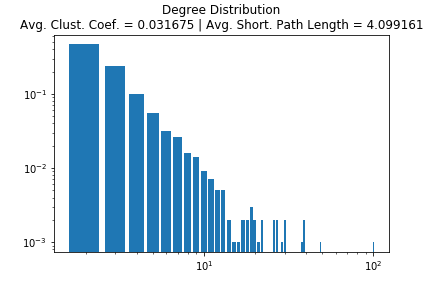 Degree Distribution
Avg. Clust. Coef. = 0.031675 | Avg. Short. Path Length = 4.099161
10⁻¹
10⁻²
10⁻³
10¹
10²